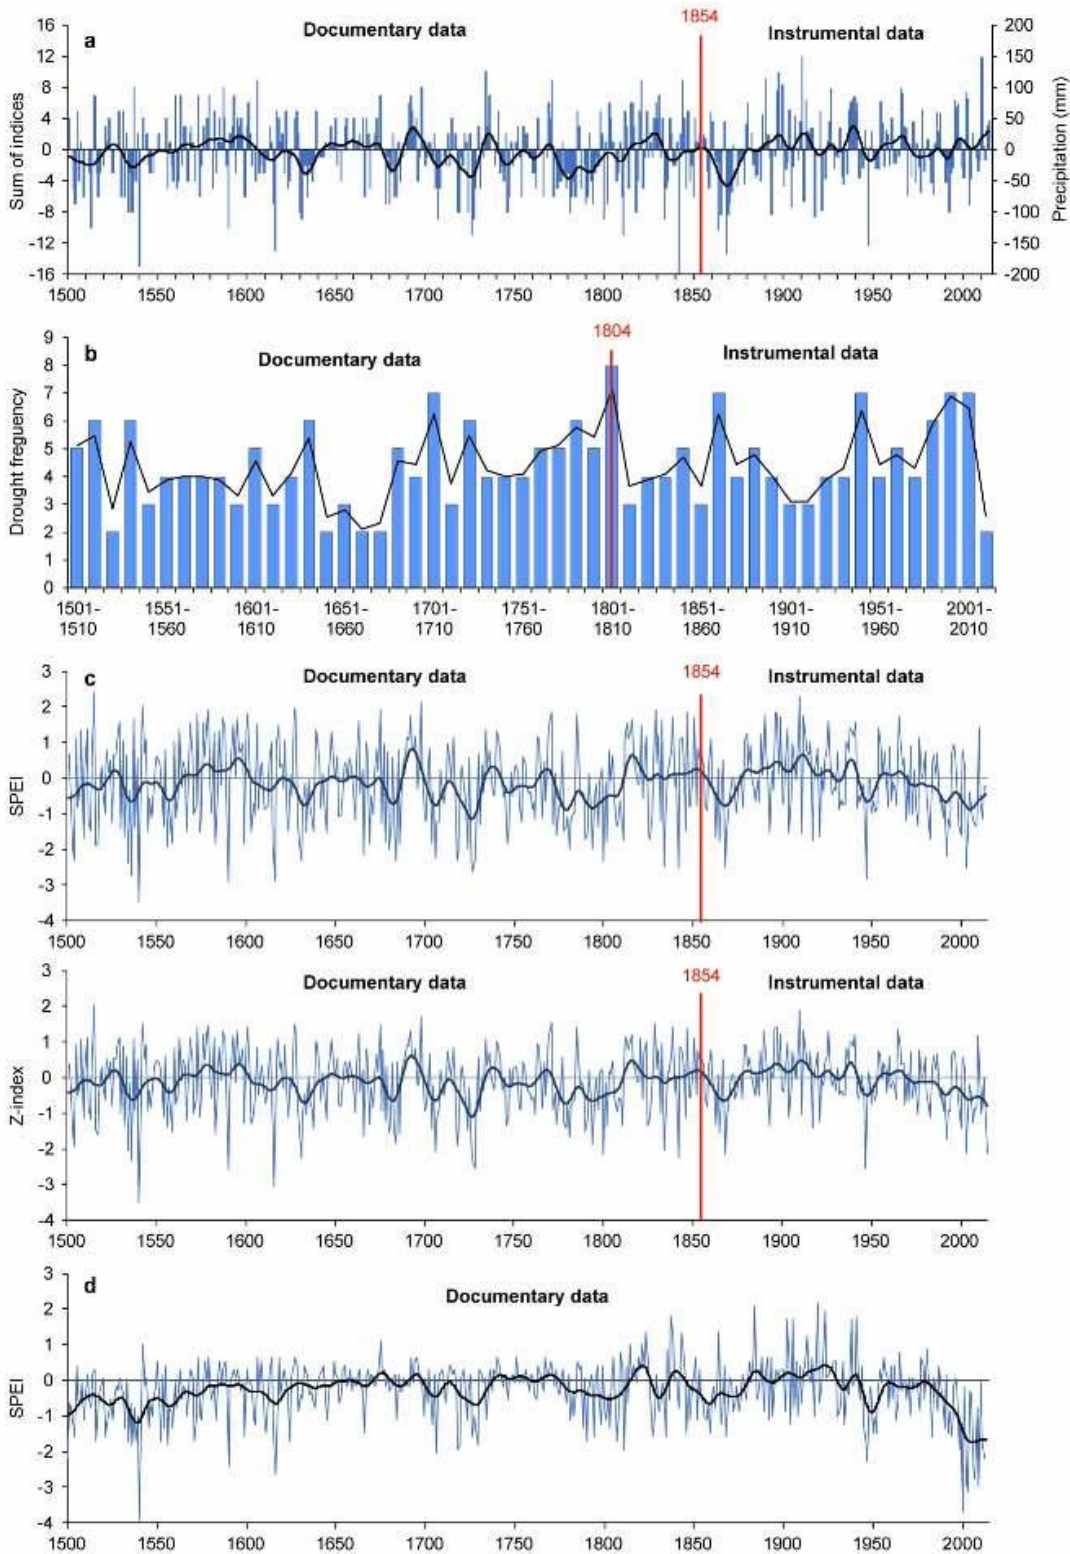 a
Documentary data
1854
Instrumental data
16
12
8
4
0
-4
-8
-12
-16
Sum of indices
200
150
100
50
0
-50
-100
-150
-200
Precipitation (mm)
1500 1550 1600 1650 1700 1750 1800 1850 1900 1950 2000
b
Documentary data
1804
Instrumental data
9
8
7
6
5
4
3
2
1
0
Drought freguency
1501- 1551- 1601- 1651- 1701- 1751- 1801- 1851- 1901- 1951- 2001-
1510 1560 1610 1660 1710 1760 1810 1860 1910 1960 2010
c
Documentary data
1854
Instrumental data
3
2
1
0
-1
-2
-3
-4
SPEI
1500 1550 1600 1650 1700 1750 1800 1850 1900 1950 2000
Documentary data
1854
Instrumental data
3
2
1
0
-1
-2
-3
-4
Z-index
1500 1550 1600 1650 1700 1750 1800 1850 1900 1950 2000
d
Documentary data
3
2
1
0
-1
-2
-3
-4
SPEI
1500 1550 1600 1650 1700 1750 1800 1850 1900 1950 2000